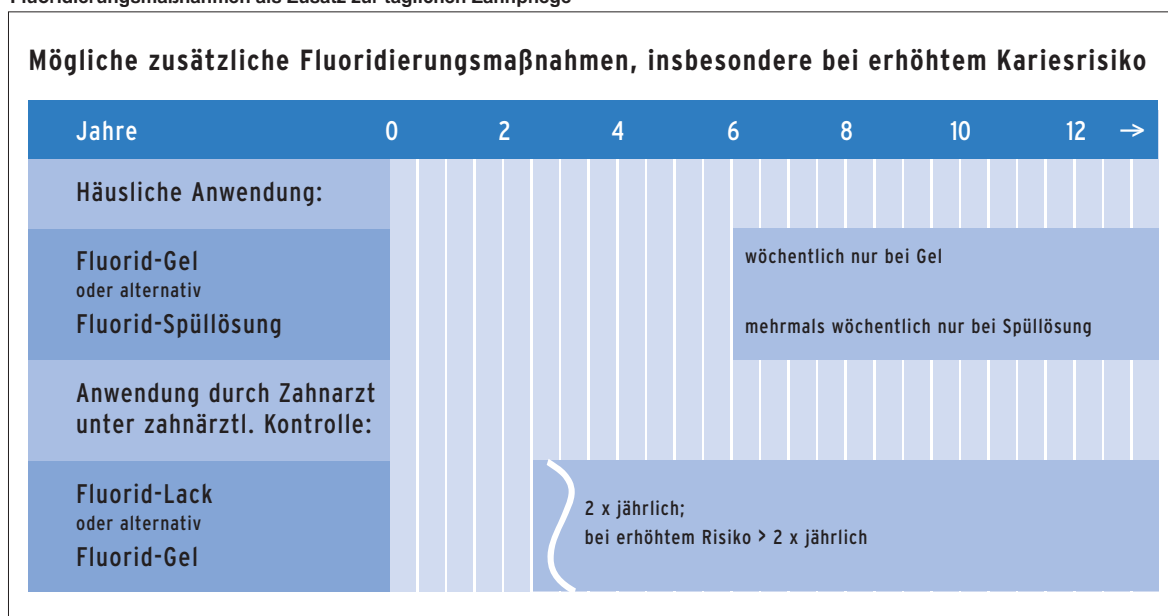 Fluoridierungsmaßnahmen als Zusatz zur täglichen Zahnpflege
Mögliche zusätzliche Fluoridierungsmaßnahmen, insbesondere bei erhöhtem Kariesrisiko
Jahre 0 2 4 6 8 10 12 →
Häusliche Anwendung:
Fluorid-Gel
oder alternativ
Fluorid-Spüllösung
wöchentlich nur bei Gel
mehrmals wöchentlich nur bei Spüllösung
Anwendung durch Zahnarzt
unter zahnärztl. Kontrolle:
Fluorid-Lack
oder alternativ
Fluorid-Gel
2 x jährlich;
bei erhöhtem Risiko > 2 x jährlich